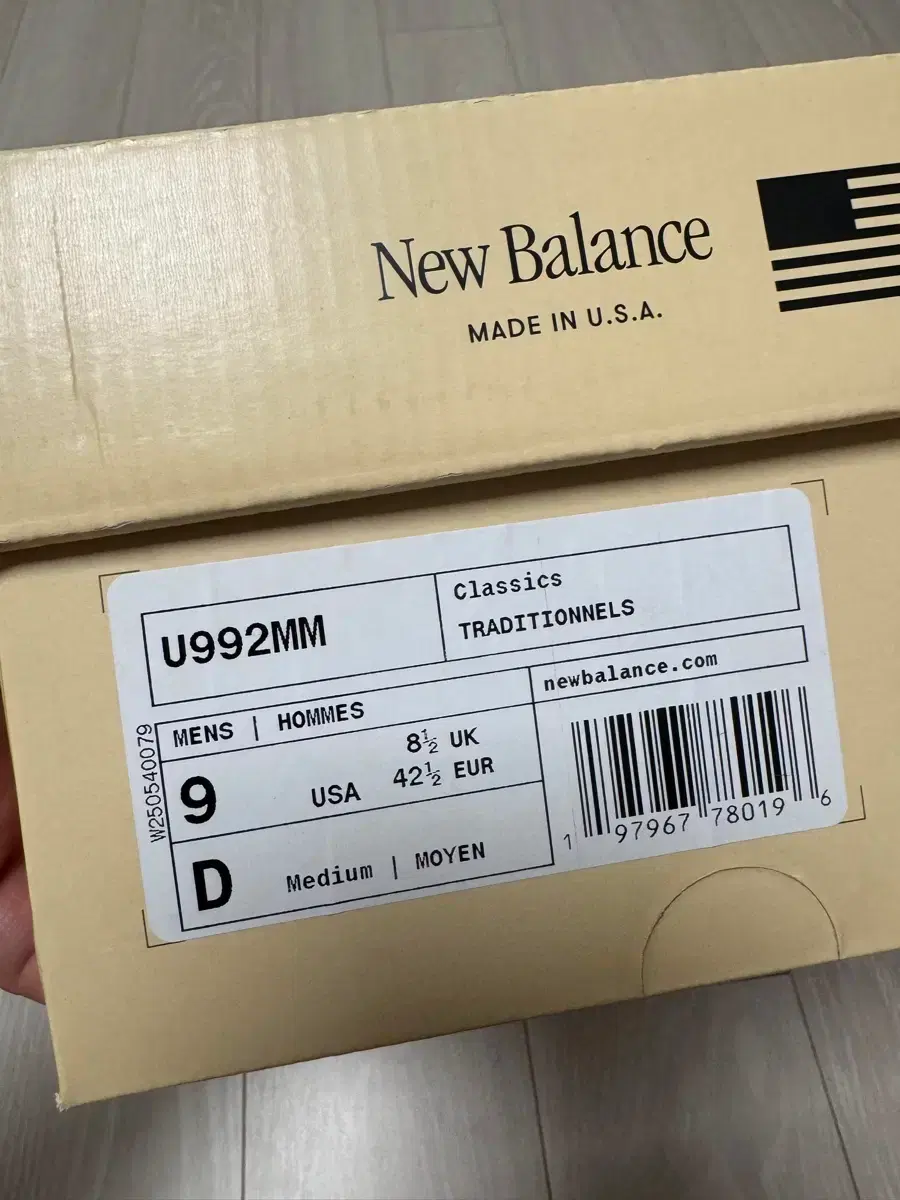 New Balance
MADE IN U.S.A.
U992MM
Classics
TRADITIONNELS
newbalance.com
MENS | HOMMES
9
USA
8½ UK
42½ EUR
D
Medium | MOYEN
W250540079
1 97967 78019 6